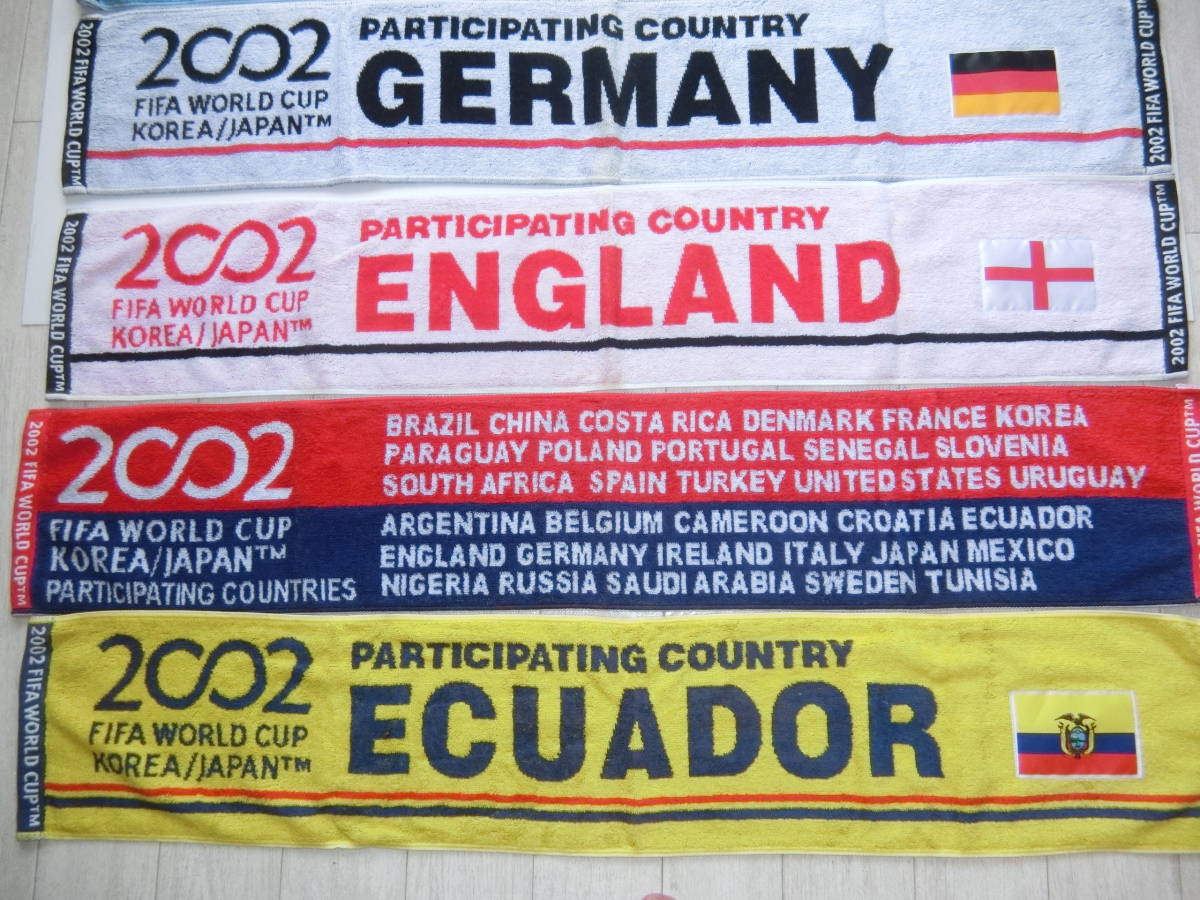 2002 FIFA WORLD CUP™
2002
FIFA WORLD CUP
KOREA/JAPAN™
PARTICIPATING COUNTRY
GERMANY
2002 FIFA WORLD CUP™
2002 FIFA WORLD CUP™
2002
FIFA WORLD CUP
KOREA/JAPAN™
PARTICIPATING COUNTRY
ENGLAND
2002 FIFA WORLD CUP™
2002 FIFA WORLD CUP™
2002
FIFA WORLD CUP
KOREA/JAPAN™
PARTICIPATING COUNTRIES
BRAZIL CHINA COSTA RICA DENMARK FRANCE KOREA
PARAGUAY POLAND PORTUGAL SENEGAL SLOVENIA
SOUTH AFRICA SPAIN TURKEY UNITED STATES URUGUAY
ARGENTINA BELGIUM CAMEROON CROATIA ECUADOR
ENGLAND GERMANY IRELAND ITALY JAPAN MEXICO
NIGERIA RUSSIA SAUDI ARABIA SWEDEN TUNISIA
WORLD CUP™
2002 FIFA WORLD CUP™
2002
FIFA WORLD CUP
KOREA/JAPAN™
PARTICIPATING COUNTRY
ECUADOR